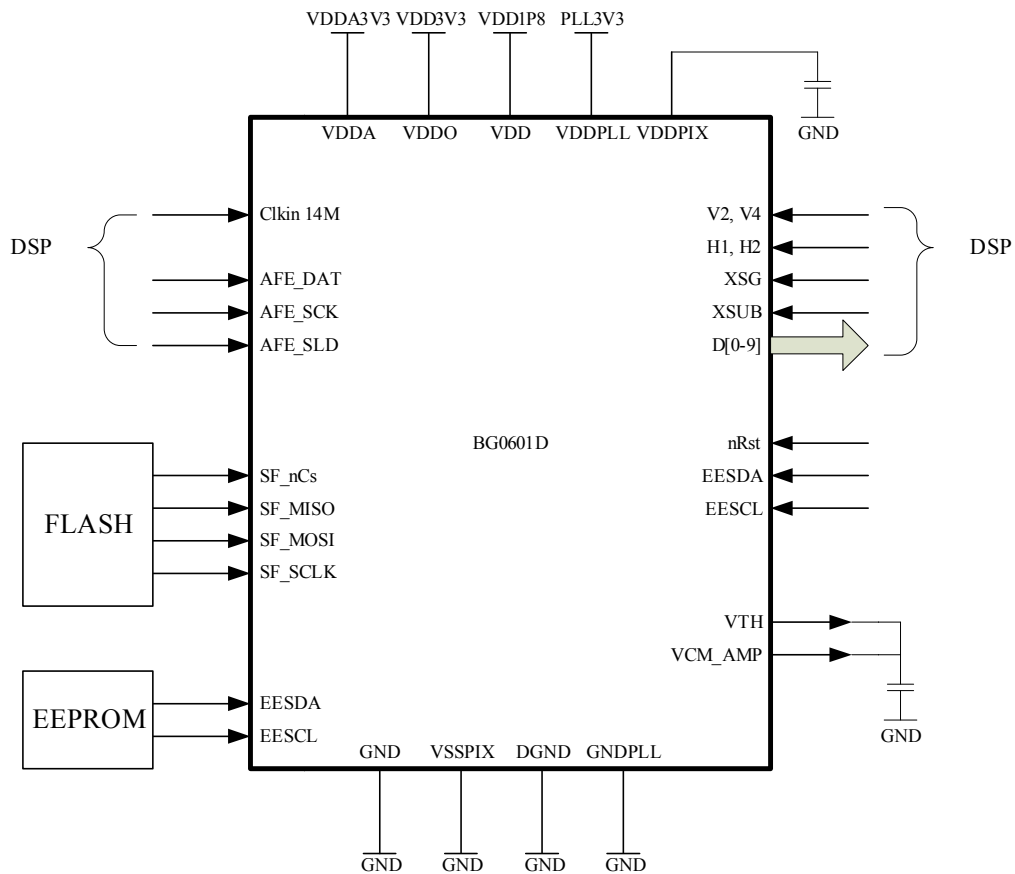 VDDA3V3 VDD3V3 VDD1P8 PLL3V3
GND
VDDA VDDO VDD VDDPLL VDDPIX
DSP
Clkin 14M
AFE_DAT
AFE_SCK
AFE_SLD
V2, V4
H1, H2
XSG
XSUB
D[0-9]
DSP
BG0601D
FLASH
SF_nCs
SF_MISO
SF_MOSI
SF_SCLK
nRst
EESDA
EESCL
VTH
VCM_AMP
GND
EEPROM
EESDA
EESCL
GND VSSPIX DGND GNDPLL
GND GND GND GND